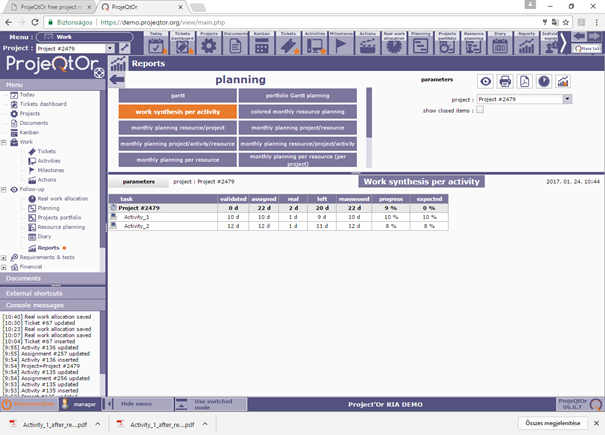 ProjeQtOr free project m
ProjeQtOr
Biztonságos
https://demo.projeqtor.org/view/main.php
Menu :
Work
Project :
Project #2479
Today
Tickets dashboard
Projects
Documents
Kanban
Tickets
Activities
Milestones
Actions
Real work allocation
Planning
Projects portfolio
Resource planning
Diary
Reports
New tab
ProjeQtOr
Reports
Menu
Today
Tickets dashboard
Projects
Documents
Kanban
Work
Tickets
Activities
Milestones
Actions
Follow-up
Real work allocation
Planning
Projects portfolio
Resource planning
Diary
Reports
Requirements & tests
Financial
Documents
External shortcuts
Console messages
[10:40] Real work allocation saved
[10:30] Ticket #67 updated
[10:23] Real work allocation saved
[10:07] Real work allocation saved
[10:04] Ticket #67 inserted
[9:55] Activity #136 updated
[9:55] Assignment #257 updated
[9:54] Activity #136 inserted
[9:54] Project=Project #2479
[9:54] Activity #135 updated
[9:54] Assignment #256 updated
[9:53] Activity #135 updated
[9:53] Activity #135 inserted
planning
gantt
portfolio Gantt planning
work synthesis per activity
colored monthly resource planning
monthly planning resource/project
monthly planning project/resource
monthly planning project/activity/resource
monthly planning resource/project/activity
monthly planning per resource
monthly planning per resource (per project)
parameters
project :
Project #2479
show closed items :
parameters
project : Project #2479
Work synthesis per activity
2017. 01. 24, 10:44
task validated assigned real left reassessed progress expected
Project #2479 0 d 22 d 2 d 20 d 22 d 9 % 0 %
Activity_1 10 d 10 d 1 d 9 d 10 d 10 % 10 %
Activity_2 12 d 12 d 1 d 11 d 12 d 8 % 8 %
manager
Hide menu
Use switched mode
Project'Or RIA DEMO
ProjeQtOr
V6.0.7
Activity_1_after_re....pdf
Activity_1_after_re....pdf
Összes megjelenítése